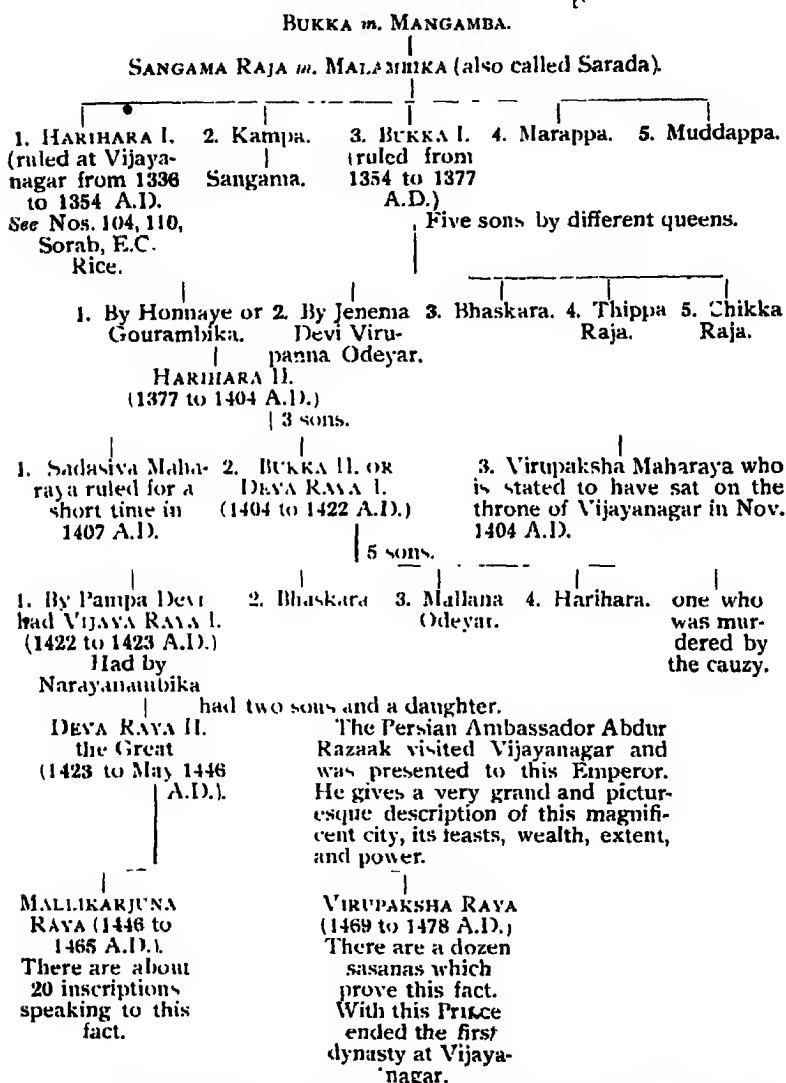 BUKKA m. MANGAMBA.
SANGAMA RAJA m. MALAMBIKA (also called Sarada).
1. HARIHARA I.
(ruled at Vijaya-
nagar from 1336
to 1354 A.D.
See Nos. 104, 110,
Sorab, E.C.
Rice.
2. Kampa.
Sangama.
3. BUKKA I.
(ruled from
1354 to 1377
A.D.)
4. Marappa.
5. Muddappa.
Five sons by different queens.
1. By Honnaye or
Gourambika.
2. By Jenema
Devi Viru-
panna Odeyar.
3. Bhaskara.
4. Thippa
Raja.
5. Chikka
Raja.
HARIHARA II.
(1377 to 1404 A.D.)
3 sons.
1. Sadasiva Maha-
raya ruled for a
short time in
1407 A.D.
2. BUKKA II. OR
DEVA RAYA I.
(1404 to 1422 A.D.)
3. Virupaksha Maharaya who
is stated to have sat on the
throne of Vijayanagar in Nov.
1404 A.D.
5 sons.
1. By Pampa Devi
had VIJAYA RAYA I.
(1422 to 1423 A.D.)
Had by
Narayanambika
2. Bhaskara
3. Mallana
Odeyar.
4. Harihara.
one who
was mur-
dered by
the cauzy.
had two sons and a daughter.
DEVA RAYA II.
the Great
(1423 to May 1446
A.D.).
The Persian Ambassador Abdur
Razaak visited Vijayanagar and
was presented to this Emperor.
He gives a very grand and pictur-
esque description of this magnifi-
cent city, its feasts, wealth, extent,
and power.
MALLIKARJUNA
RAYA (1446 to
1465 A.D.).
There are about
20 inscriptions
speaking to this
fact.
VIRUPAKSHA RAYA
(1469 to 1478 A.D.)
There are a dozen
sasanas which
prove this fact.
With this Prince
ended the first
dynasty at Vijaya-
nagar.